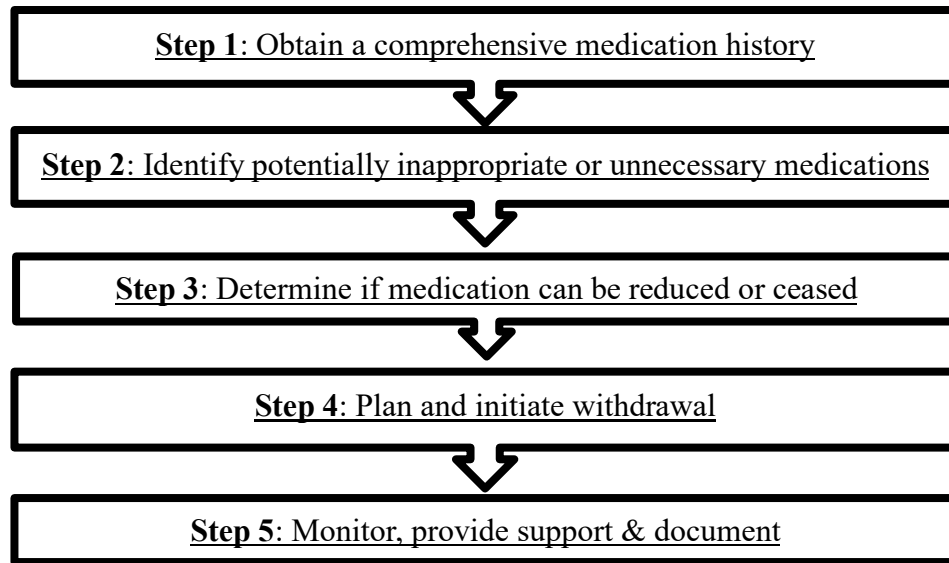 Step 1: Obtain a comprehensive medication history
Step 2: Identify potentially inappropriate or unnecessary medications
Step 3: Determine if medication can be reduced or ceased
Step 4: Plan and initiate withdrawal
Step 5: Monitor, provide support & document